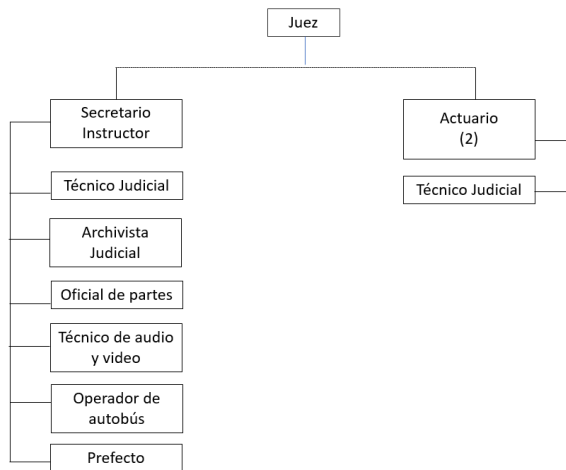 Juez
Secretario
Instructor
Técnico Judicial
Archivista
Judicial
Oficial de partes
Técnico de audio
y video
Operador de
autobús
Prefecto
Actuario
(2)
Técnico Judicial